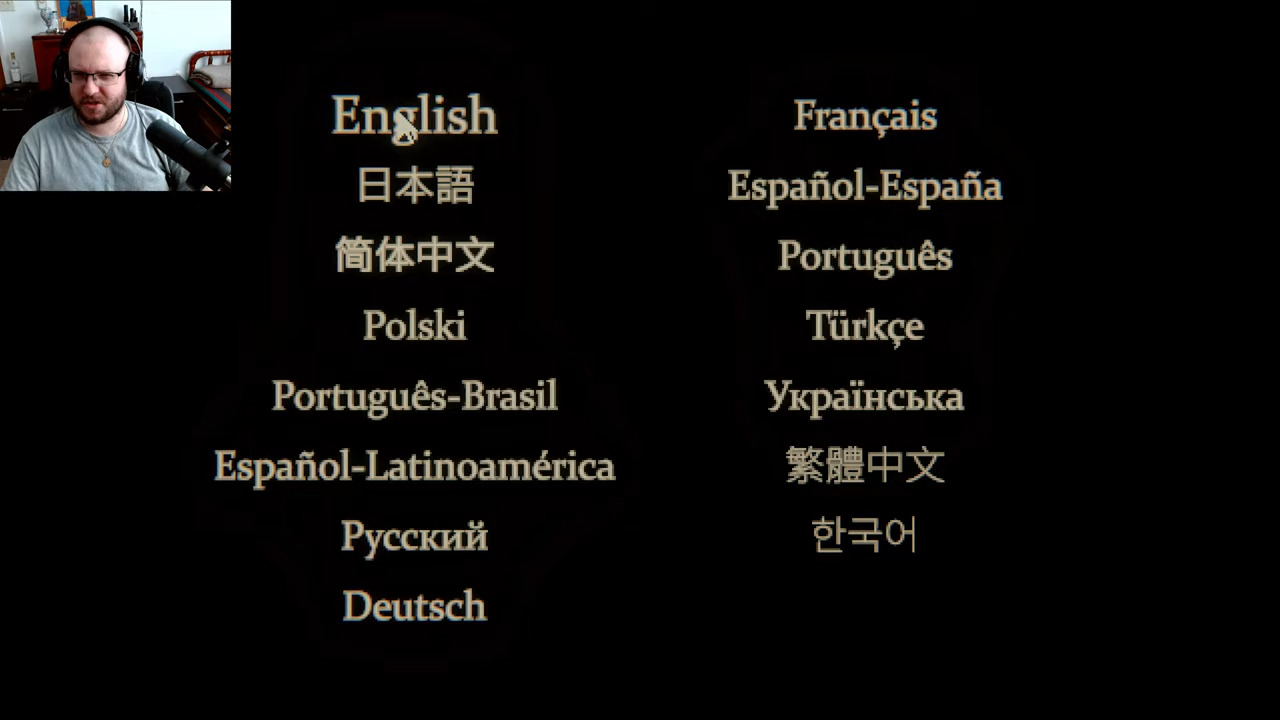 English
日本語
简体中文
Polski
Português-Brasil
Español-Latinoamérica
Русский
Deutsch
Français
Español-España
Português
Türkçe
Українська
繁體中文
한국어